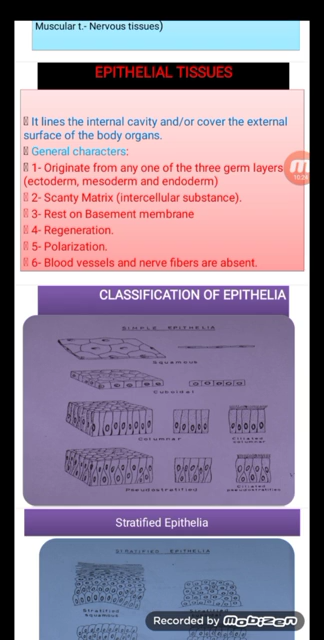 Muscular t.- Nervous tissues)
EPITHELIAL TISSUES
It lines the internal cavity and/or cover the external
surface of the body organs.
General characters:
1- Originate from any one of the three germ layers
(ectoderm, mesoderm and endoderm)
2- Scanty Matrix (intercellular substance).
3- Rest on Basement membrane
4- Regeneration.
5- Polarization.
6- Blood vessels and nerve fibers are absent.
10:26
CLASSIFICATION OF EPITHELIA
SIMPLE EPITHELIA
Squamous
Cuboidal
Columnar
Ciliated
columnar
Pseudostratified
Ciliated
pseudostratified
Stratified Epithelia
STRATIFIED EPITHELIA
Stratified
squamous
Recorded by mobizen